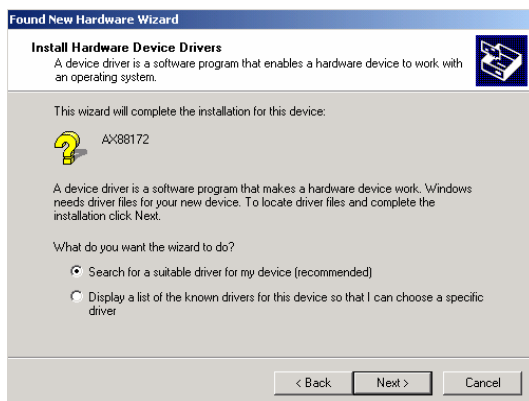 Found New Hardware Wizard
Install Hardware Device Drivers
A device driver is a software program that enables a hardware device to work with
an operating system.
This wizard will complete the installation for this device:
AX88172
A device driver is a software program that makes a hardware device work. Windows
needs driver files for your new device. To locate driver files and complete the
installation click Next.
What do you want the wizard to do?
Search for a suitable driver for my device (recommended)
Display a list of the known drivers for this device so that I can choose a specific
driver
< Back Next > Cancel